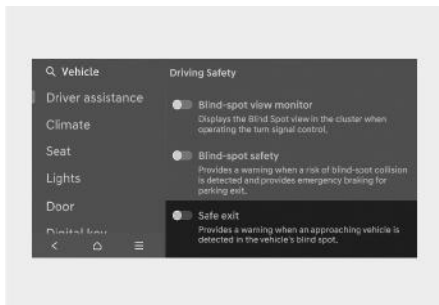 Vehicle
Driver assistance
Climate
Seat
Lights
Door
Digital key
Driving Safety
Blind-spot view monitor
Displays the Blind Spot view in the cluster when
operating the turn signal control.
Blind-spot safety
Provides a warning when a risk of blind-spot collision
is detected and provides emergency braking for
parking exit.
Safe exit
Provides a warning when an approaching vehicle is
detected in the vehicle's blind spot.